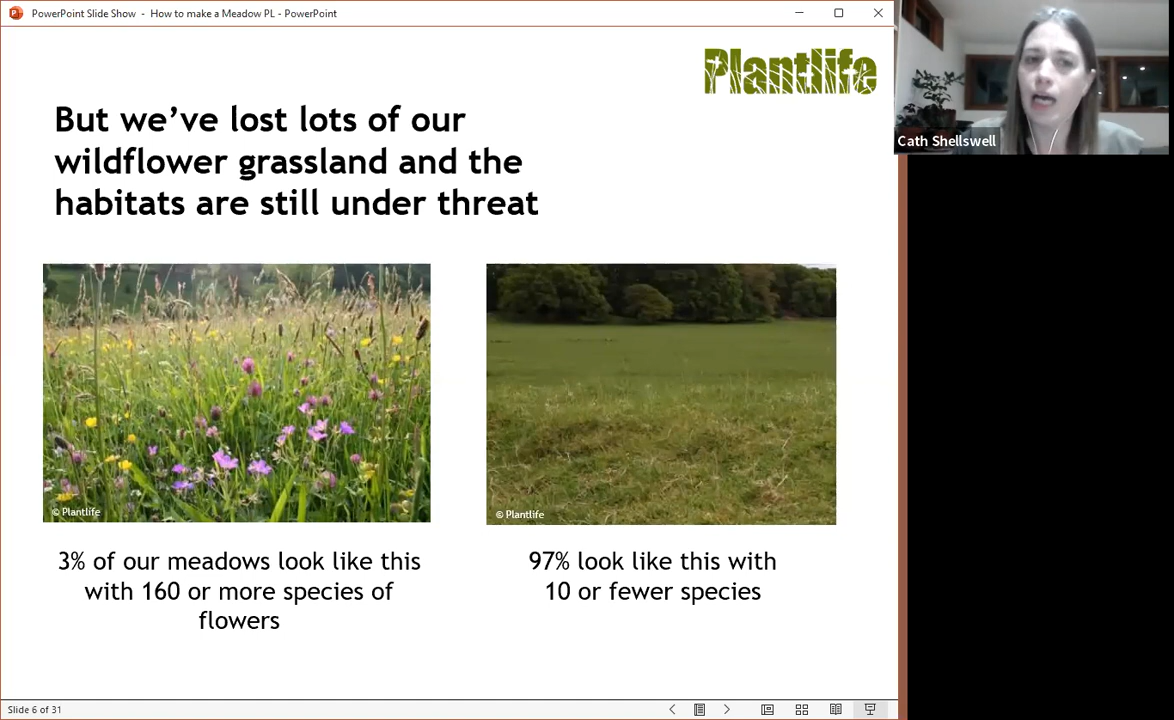 PowerPoint Slide Show - How to make a Meadow PL - PowerPoint
Plantlife
Cath Shellswell
But we’ve lost lots of our
wildflower grassland and the
habitats are still under threat
© Plantlife
© Plantlife
3% of our meadows look like this
with 160 or more species of
flowers
97% look like this with
10 or fewer species
Slide 6 of 31